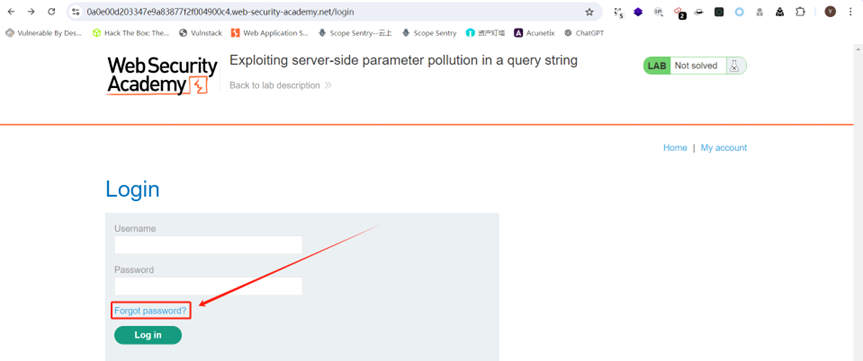 0a0e00d203347e9a83877f2f004900c4.web-security-academy.net/login
5
2
Y
Vulnerable By Des... Hack The Box: The... Vulnstack Web Application S... Scope Sentry--云上 Scope Sentry 资产灯塔 Acunetix ChatGPT
Web Security
Academy
Exploiting server-side parameter pollution in a query string
Back to lab description
LAB Not solved
Home | My account
Login
Username
Password
Forgot password?
Log in